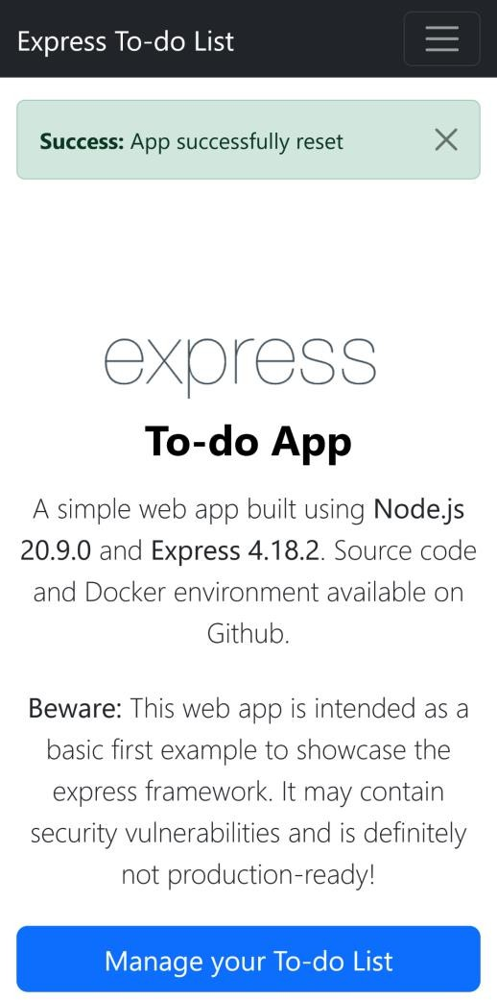 Express To-do List
Success: App successfully reset
express
To-do App
A simple web app built using Node.js
20.9.0 and Express 4.18.2. Source code
and Docker environment available on
Github.
Beware: This web app is intended as a
basic first example to showcase the
express framework. It may contain
security vulnerabilities and is definitely
not production-ready!
Manage your To-do List